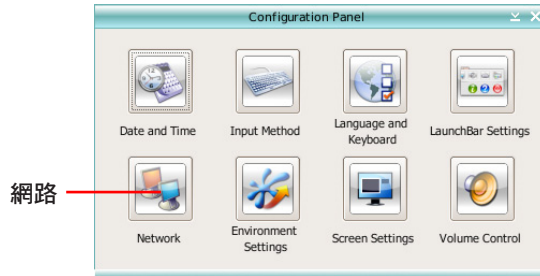 Configuration Panel
Date and Time
Input Method
Language and
Keyboard
LaunchBar Settings
網路
Network
Environment
Settings
Screen Settings
Volume Control